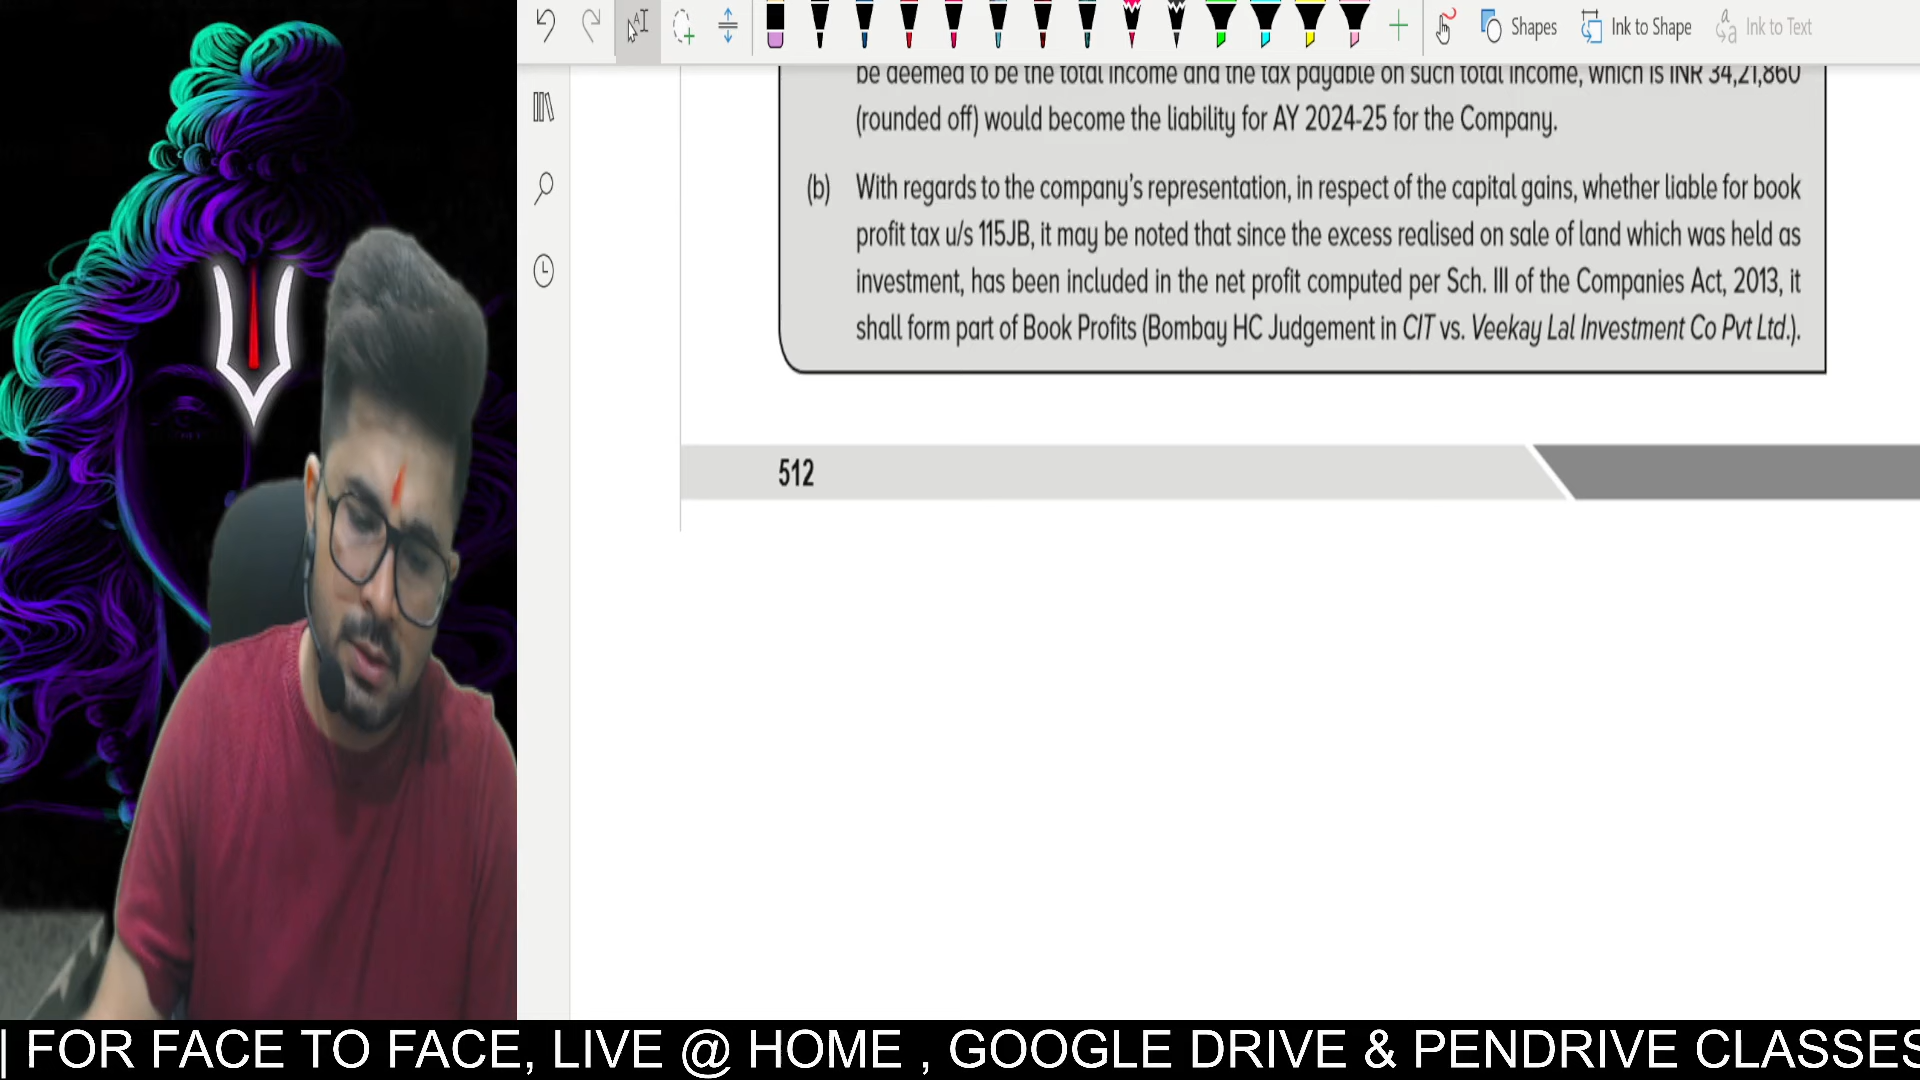 Shapes
Ink to Shape
Ink to Text
be deemed to be the total income and the tax payable on such total income, which is INR 34,21,860
(rounded off) would become the liability for AY 2024-25 for the Company.
(b) With regards to the company's representation, in respect of the capital gains, whether liable for book
profit tax u/s 115JB, it may be noted that since the excess realised on sale of land which was held as
investment, has been included in the net profit computed per Sch. III of the Companies Act, 2013, it
shall form part of Book Profits (Bombay HC Judgement in CIT vs. Veekay Lal Investment Co Pvt Ltd.).
512
| FOR FACE TO FACE, LIVE @ HOME , GOOGLE DRIVE & PENDRIVE CLASSES